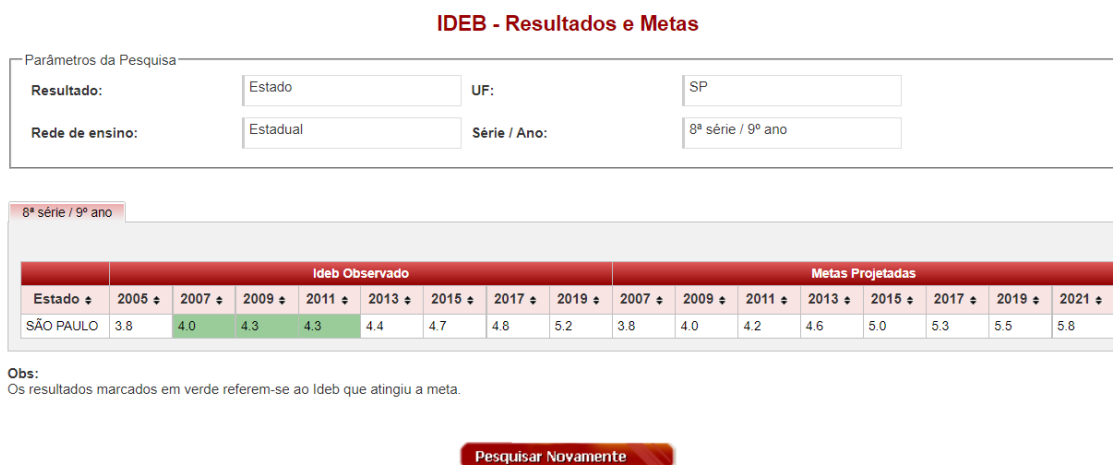 IDEB - Resultados e Metas
Parâmetros da Pesquisa
Resultado: Estado UF: SP
Rede de ensino: Estadual Série / Ano: 8ª série / 9º ano
8ª série / 9º ano
Ideb Observado Metas Projetadas
Estado 2005 2007 2009 2011 2013 2015 2017 2019 2007 2009 2011 2013 2015 2017 2019 2021
SÃO PAULO 3.8 4.0 4.3 4.3 4.4 4.7 4.8 5.2 3.8 4.0 4.2 4.6 5.0 5.3 5.5 5.8
Obs:
Os resultados marcados em verde referem-se ao Ideb que atingiu a meta.
Pesquisar Novamente